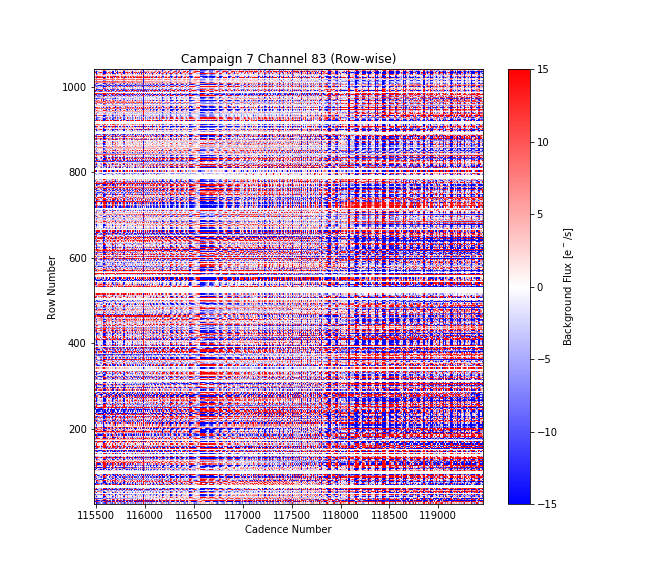 Campaign 7 Channel 83 (Row-wise)
1000
800
600
400
200
Row Number
115500 116000 116500 117000 117500 118000 118500 119000
Cadence Number
15
10
5
0
−5
−10
−15
Background Flux [e⁻/s]